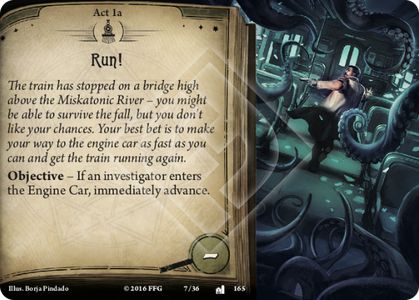 Act 1a
Run!
The train has stopped on a bridge high
above the Miskatonic River – you might
be able to survive the fall, but you don't
like your chances. Your best bet is to make
your way to the engine car as fast as you
can and get the train running again.
Objective – If an investigator enters
the Engine Car, immediately advance.
–
Illus. Borja Pindado
© 2016 FFG
7/36
165